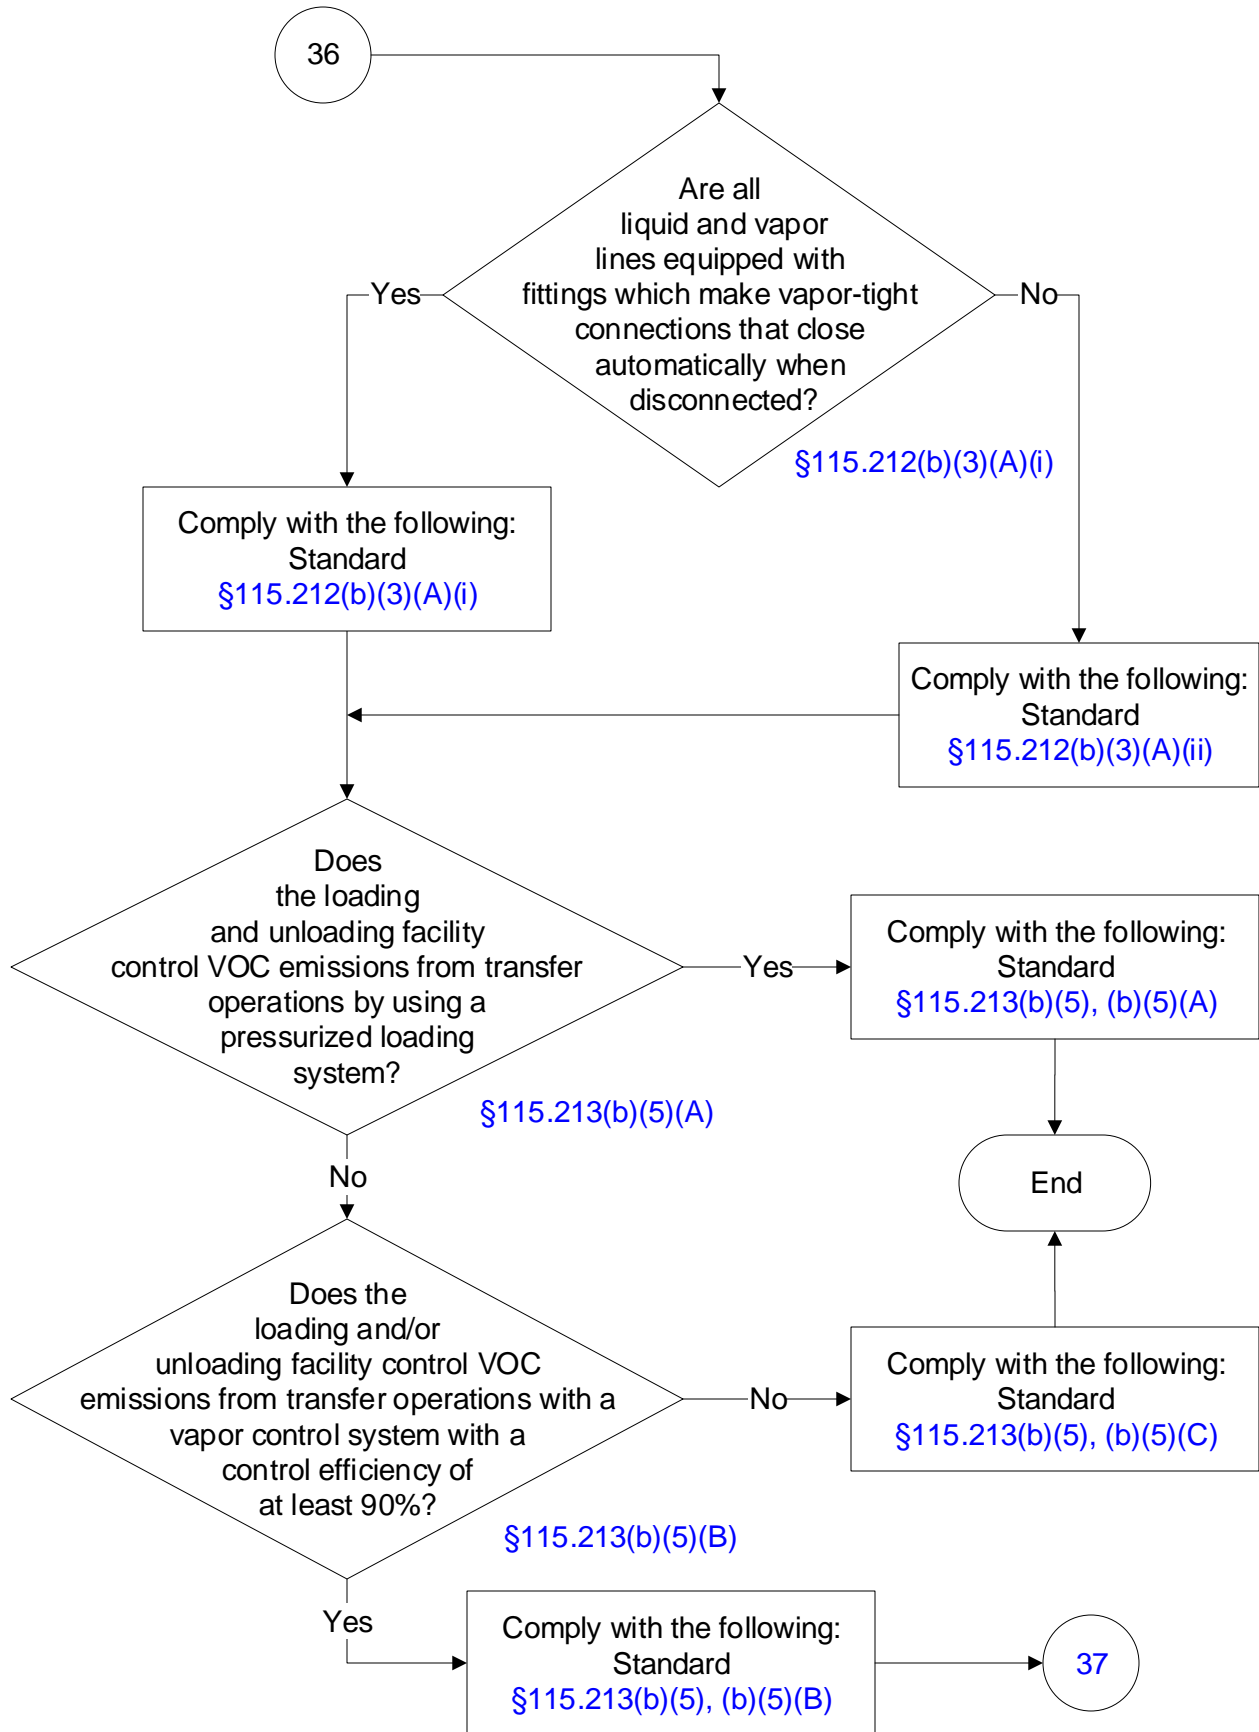 36
Are all
liquid and vapor
lines equipped with
fittings which make vapor-tight
connections that close
automatically when
disconnected?
Yes
No
§115.212(b)(3)(A)(i)
Comply with the following:
Standard
§115.212(b)(3)(A)(i)
Comply with the following:
Standard
§115.212(b)(3)(A)(ii)
Does
the loading
and unloading facility
control VOC emissions from transfer
operations by using a
pressurized loading
system?
Yes
§115.213(b)(5)(A)
Comply with the following:
Standard
§115.213(b)(5), (b)(5)(A)
No
End
Does the
loading and/or
unloading facility control VOC
emissions from transfer operations with a
vapor control system with a
control efficiency of
at least 90%?
No
§115.213(b)(5)(B)
Comply with the following:
Standard
§115.213(b)(5), (b)(5)(C)
Yes
Comply with the following:
Standard
§115.213(b)(5), (b)(5)(B)
37